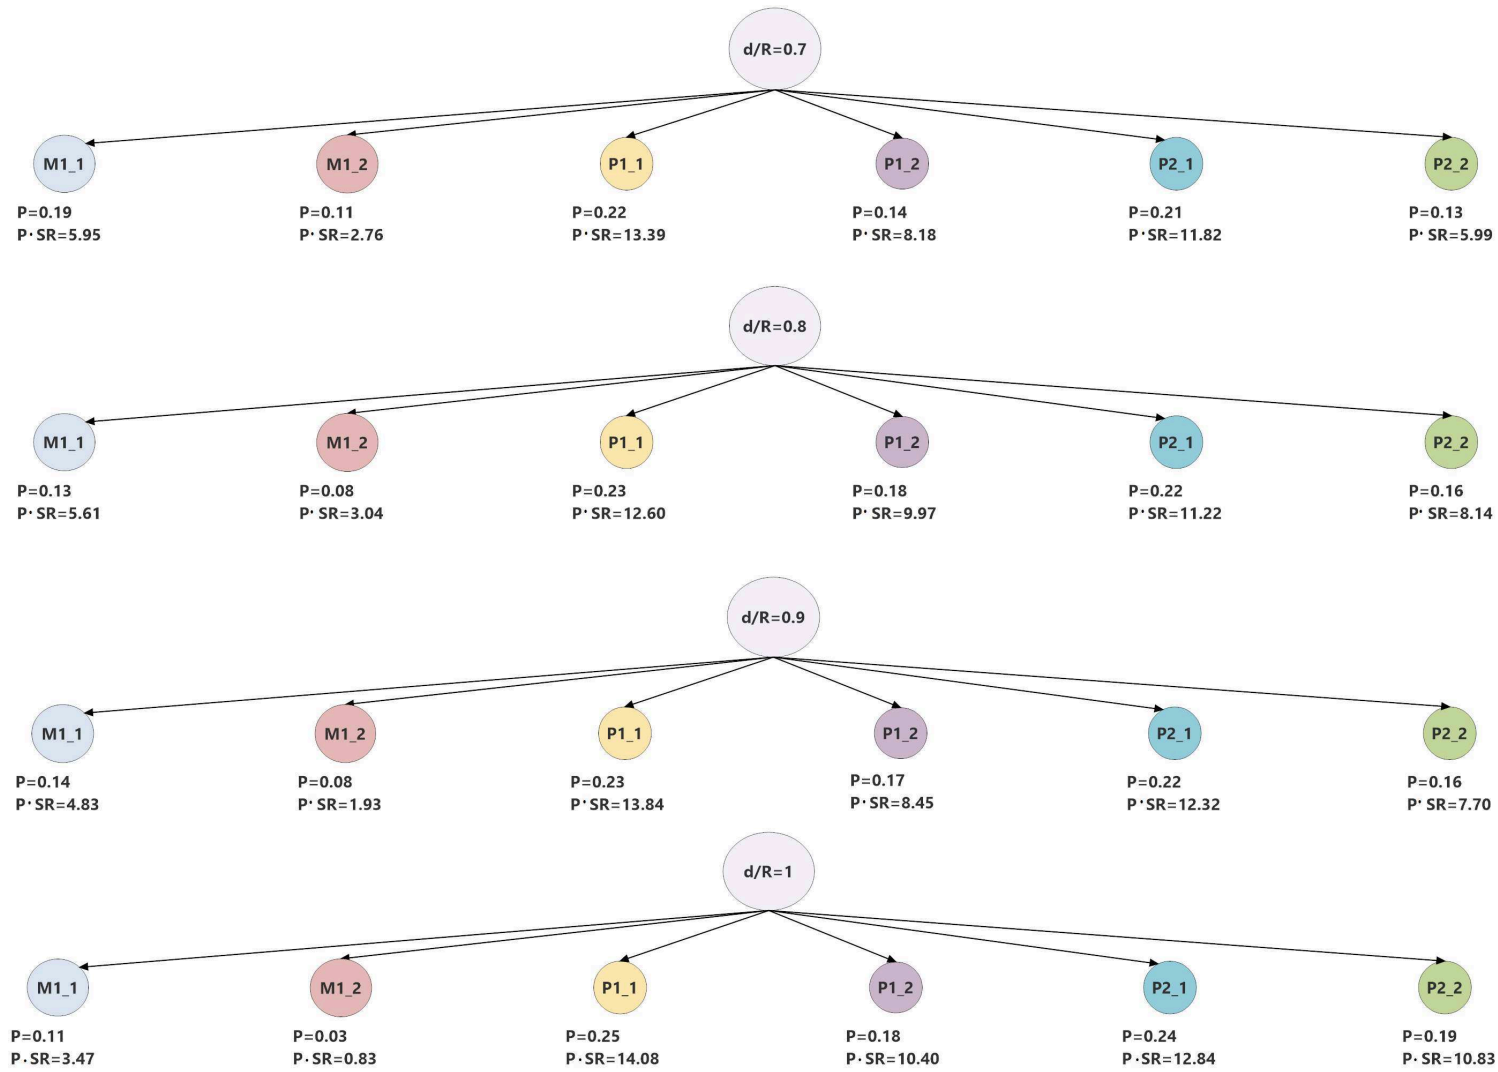 d/R=0.7
M1_1
M1_2
P1_1
P1_2
P2_1
P2_2
P=0.19
P·SR=5.95
P=0.11
P·SR=2.76
P=0.22
P·SR=13.39
P=0.14
P·SR=8.18
P=0.21
P·SR=11.82
P=0.13
P·SR=5.99
d/R=0.8
M1_1
M1_2
P1_1
P1_2
P2_1
P2_2
P=0.13
P·SR=5.61
P=0.08
P·SR=3.04
P=0.23
P·SR=12.60
P=0.18
P·SR=9.97
P=0.22
P·SR=11.22
P=0.16
P·SR=8.14
d/R=0.9
M1_1
M1_2
P1_1
P1_2
P2_1
P2_2
P=0.14
P·SR=4.83
P=0.08
P·SR=1.93
P=0.23
P·SR=13.84
P=0.17
P·SR=8.45
P=0.22
P·SR=12.32
P=0.16
P·SR=7.70
d/R=1
M1_1
M1_2
P1_1
P1_2
P2_1
P2_2
P=0.11
P·SR=3.47
P=0.03
P·SR=0.83
P=0.25
P·SR=14.08
P=0.18
P·SR=10.40
P=0.24
P·SR=12.84
P=0.19
P·SR=10.83